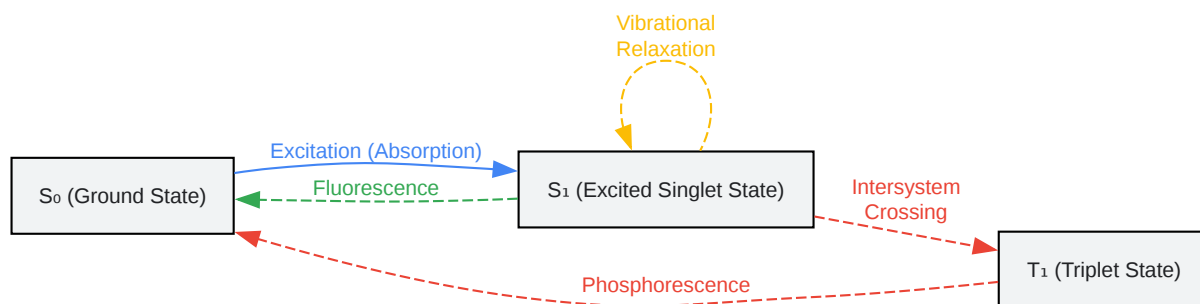 Vibrational
Relaxation
Excitation (Absorption)
S₀ (Ground State)
Fluorescence
S₁ (Excited Singlet State)
Intersystem
Crossing
Phosphorescence
T₁ (Triplet State)